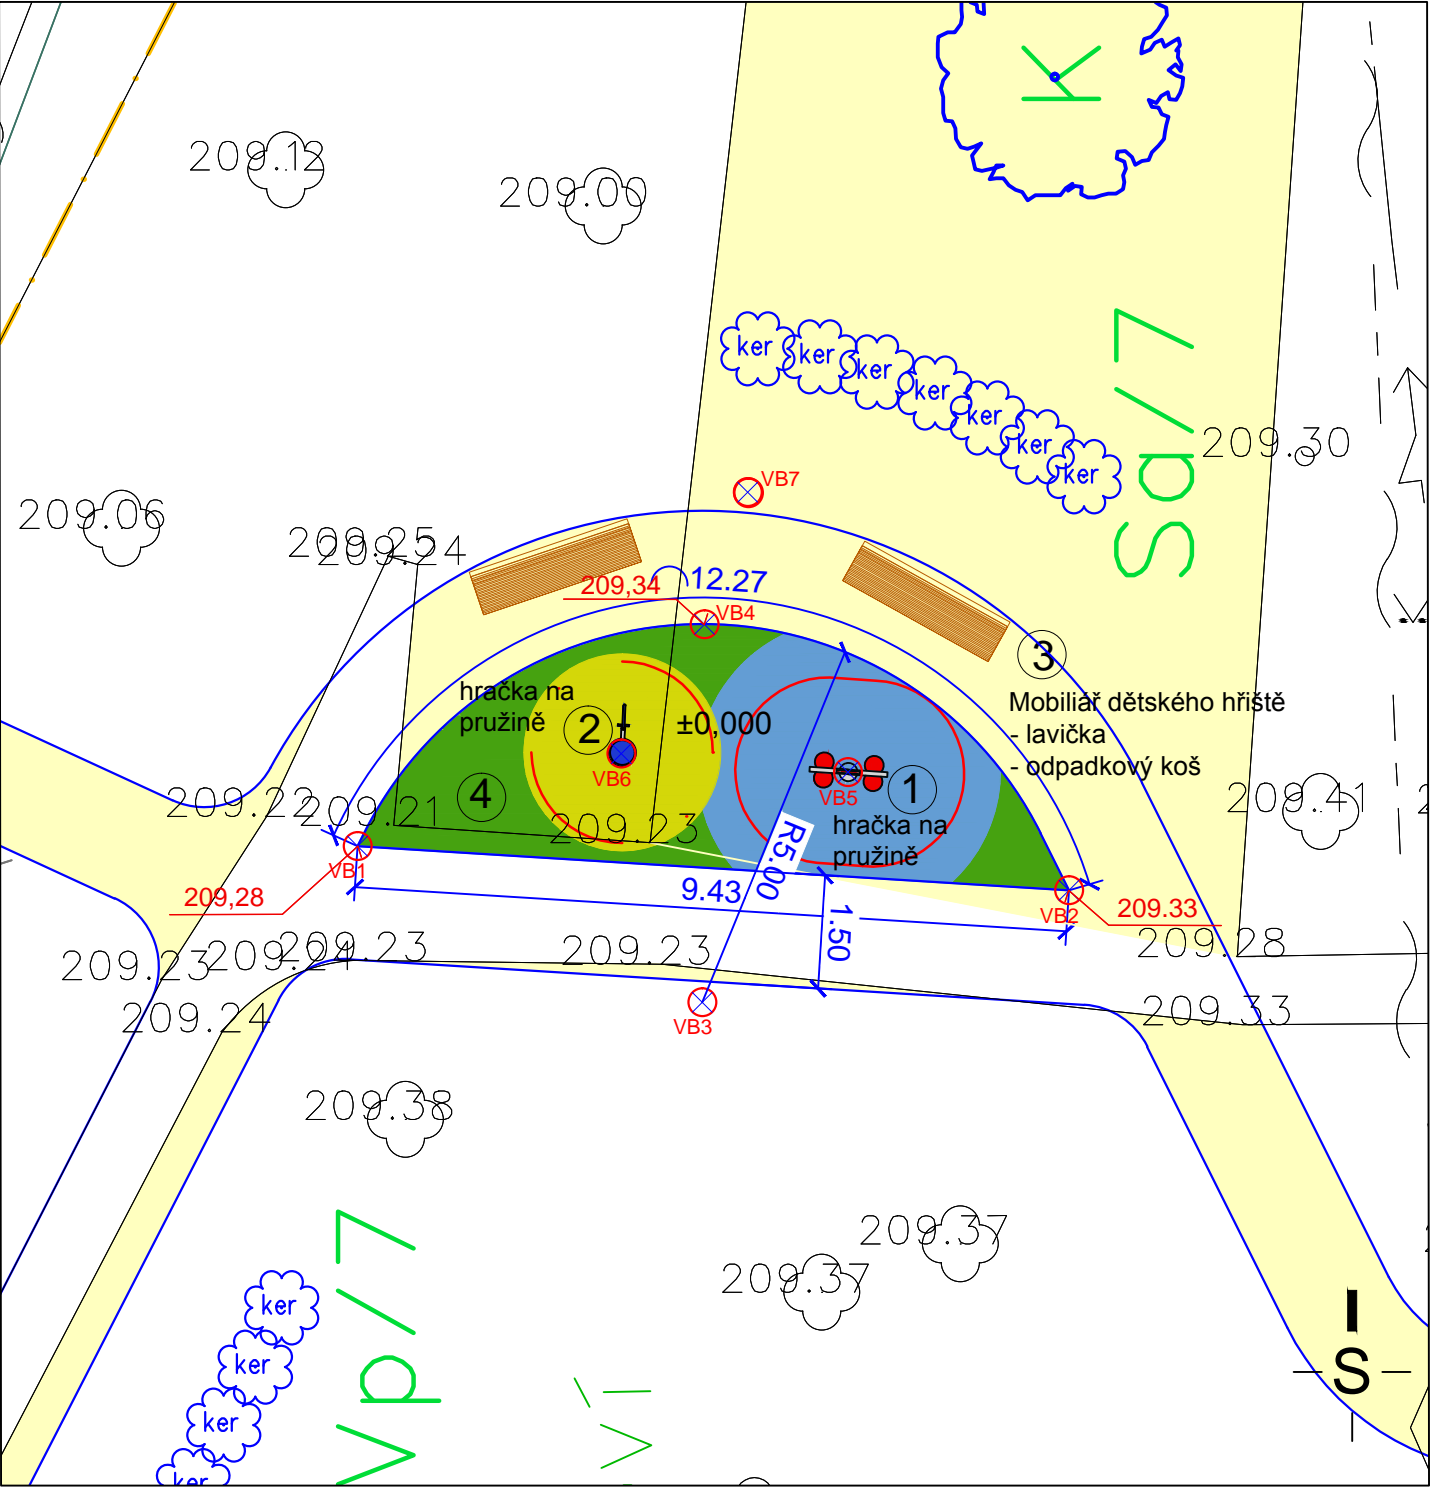 K
209.12
209.00
Sa/7
ker
ker
ker
ker
ker
ker
ker
209.30
VB7
209.06
209.25
209.24
12.27
209,34
VB4
3
hračka na
pružině
2
±0,000
Mobiliář dětského hřiště
- lavička
- odpadkový koš
VB6
4
VB5
1
209.22
209.21
209.23
hračka na
pružině
209.41
R5.00
VB1
9.43
209,28
VB2
209.33
1.50
209.23
209.21
209.23
209.23
209.28
209.24
VB3
209.33
209.38
209.37
209.37
Vp/7
ker
ker
ker
ker
S